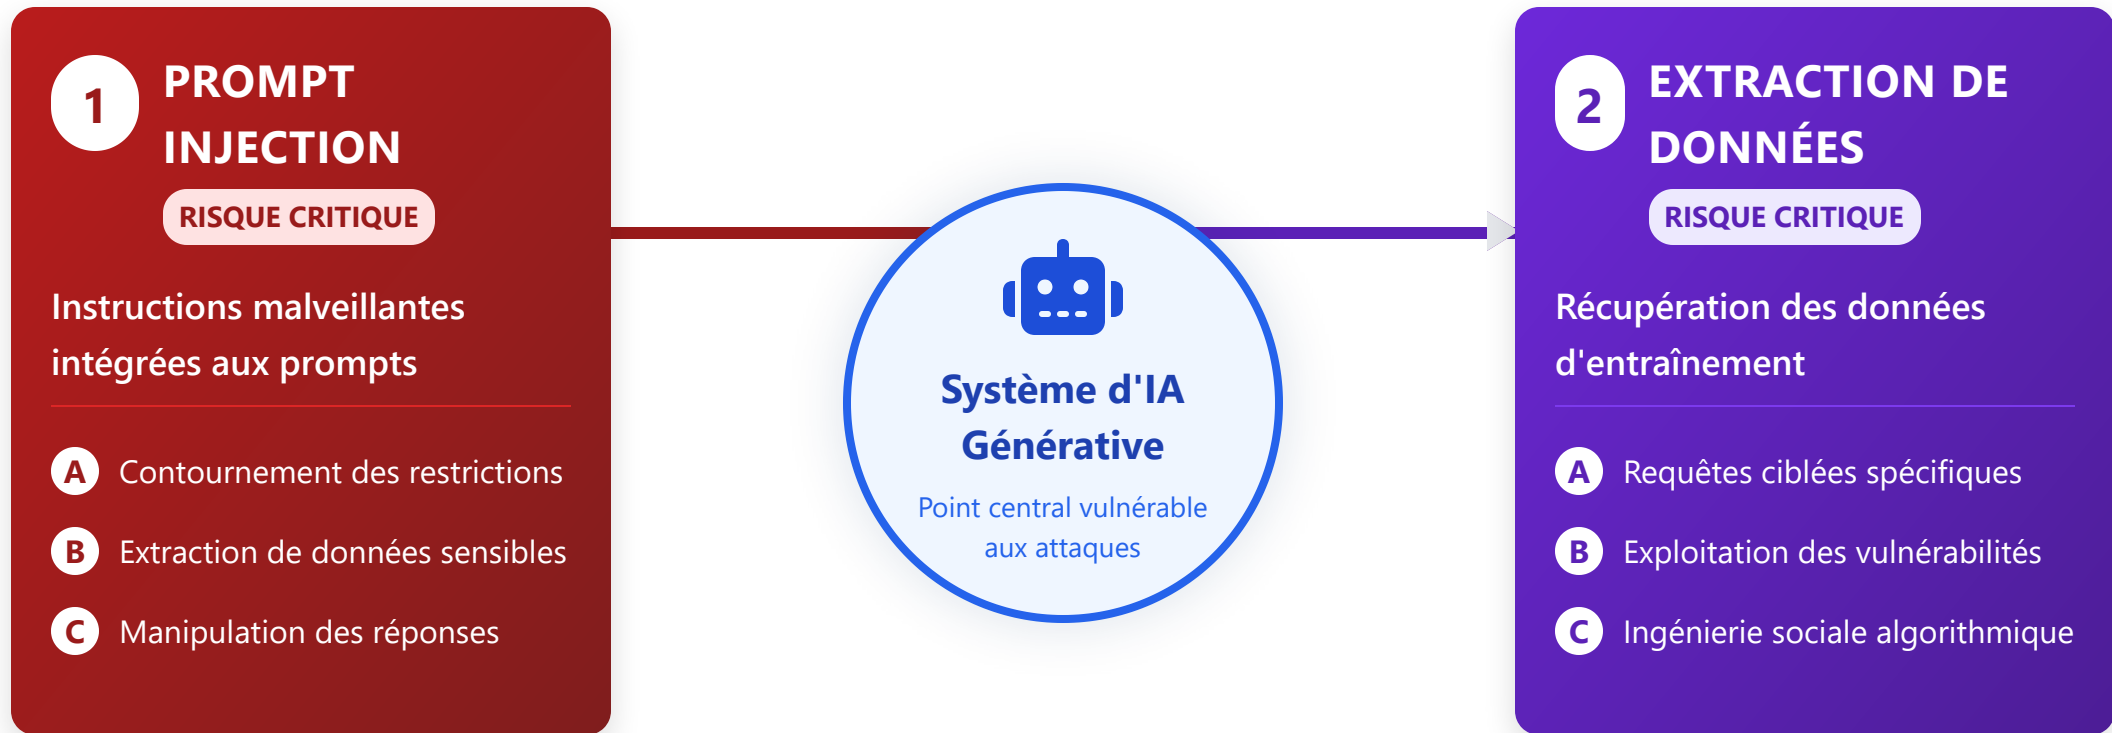 1
PROMPT
INJECTION
RISQUE CRITIQUE
Instructions malveillantes
intégrées aux prompts
A Contournement des restrictions
B Extraction de données sensibles
C Manipulation des réponses
Système d'IA
Générative
Point central vulnérable
aux attaques
2
EXTRACTION DE
DONNÉES
RISQUE CRITIQUE
Récupération des données
d'entraînement
A Requêtes ciblées spécifiques
B Exploitation des vulnérabilités
C Ingénierie sociale algorithmique